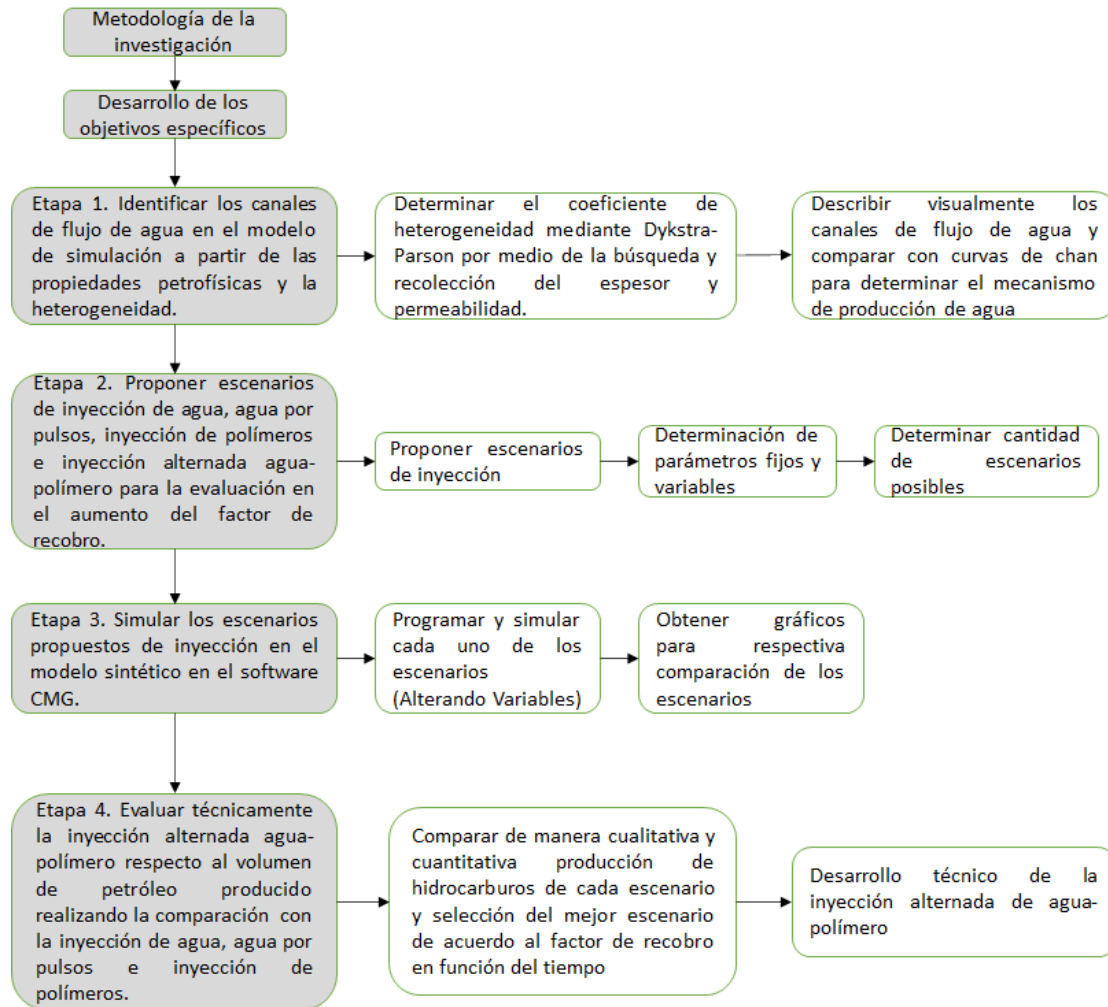 Metodología de la
investigación
Desarrollo de los
objetivos específicos
Etapa 1. Identificar los canales
de flujo de agua en el modelo
de simulación a partir de las
propiedades petrofísicas y la
heterogeneidad.
Determinar el coeficiente de
heterogeneidad mediante Dykstra-
Parson por medio de la búsqueda y
recolección del espesor y
permeabilidad.
Describir visualmente los
canales de flujo de agua y
comparar con curvas de chan
para determinar el mecanismo
de producción de agua
Etapa 2. Proponer escenarios
de inyección de agua, agua por
pulsos, inyección de polímeros
e inyección alternada agua-
polímero para la evaluación en
el aumento del factor de
recobro.
Proponer escenarios
de inyección
Determinación de
parámetros fijos y
variables
Determinar cantidad
de escenarios
posibles
Etapa 3. Simular los escenarios
propuestos de inyección en el
modelo sintético en el software
CMG.
Programar y simular
cada uno de los
escenarios
(Alterando Variables)
Obtener gráficos
para respectiva
comparación de los
escenarios
Etapa 4. Evaluar técnicamente
la inyección alternada agua-
polímero respecto al volumen
de petróleo producido
realizando la comparación con
la inyección de agua, agua por
pulsos e inyección de
polímeros.
Comparar de manera cualitativa y
cuantitativa producción de
hidrocarburos de cada escenario
y selección del mejor escenario
de acuerdo al factor de recobro
en función del tiempo
Desarrollo técnico de la
inyección alternada de agua-
polímero